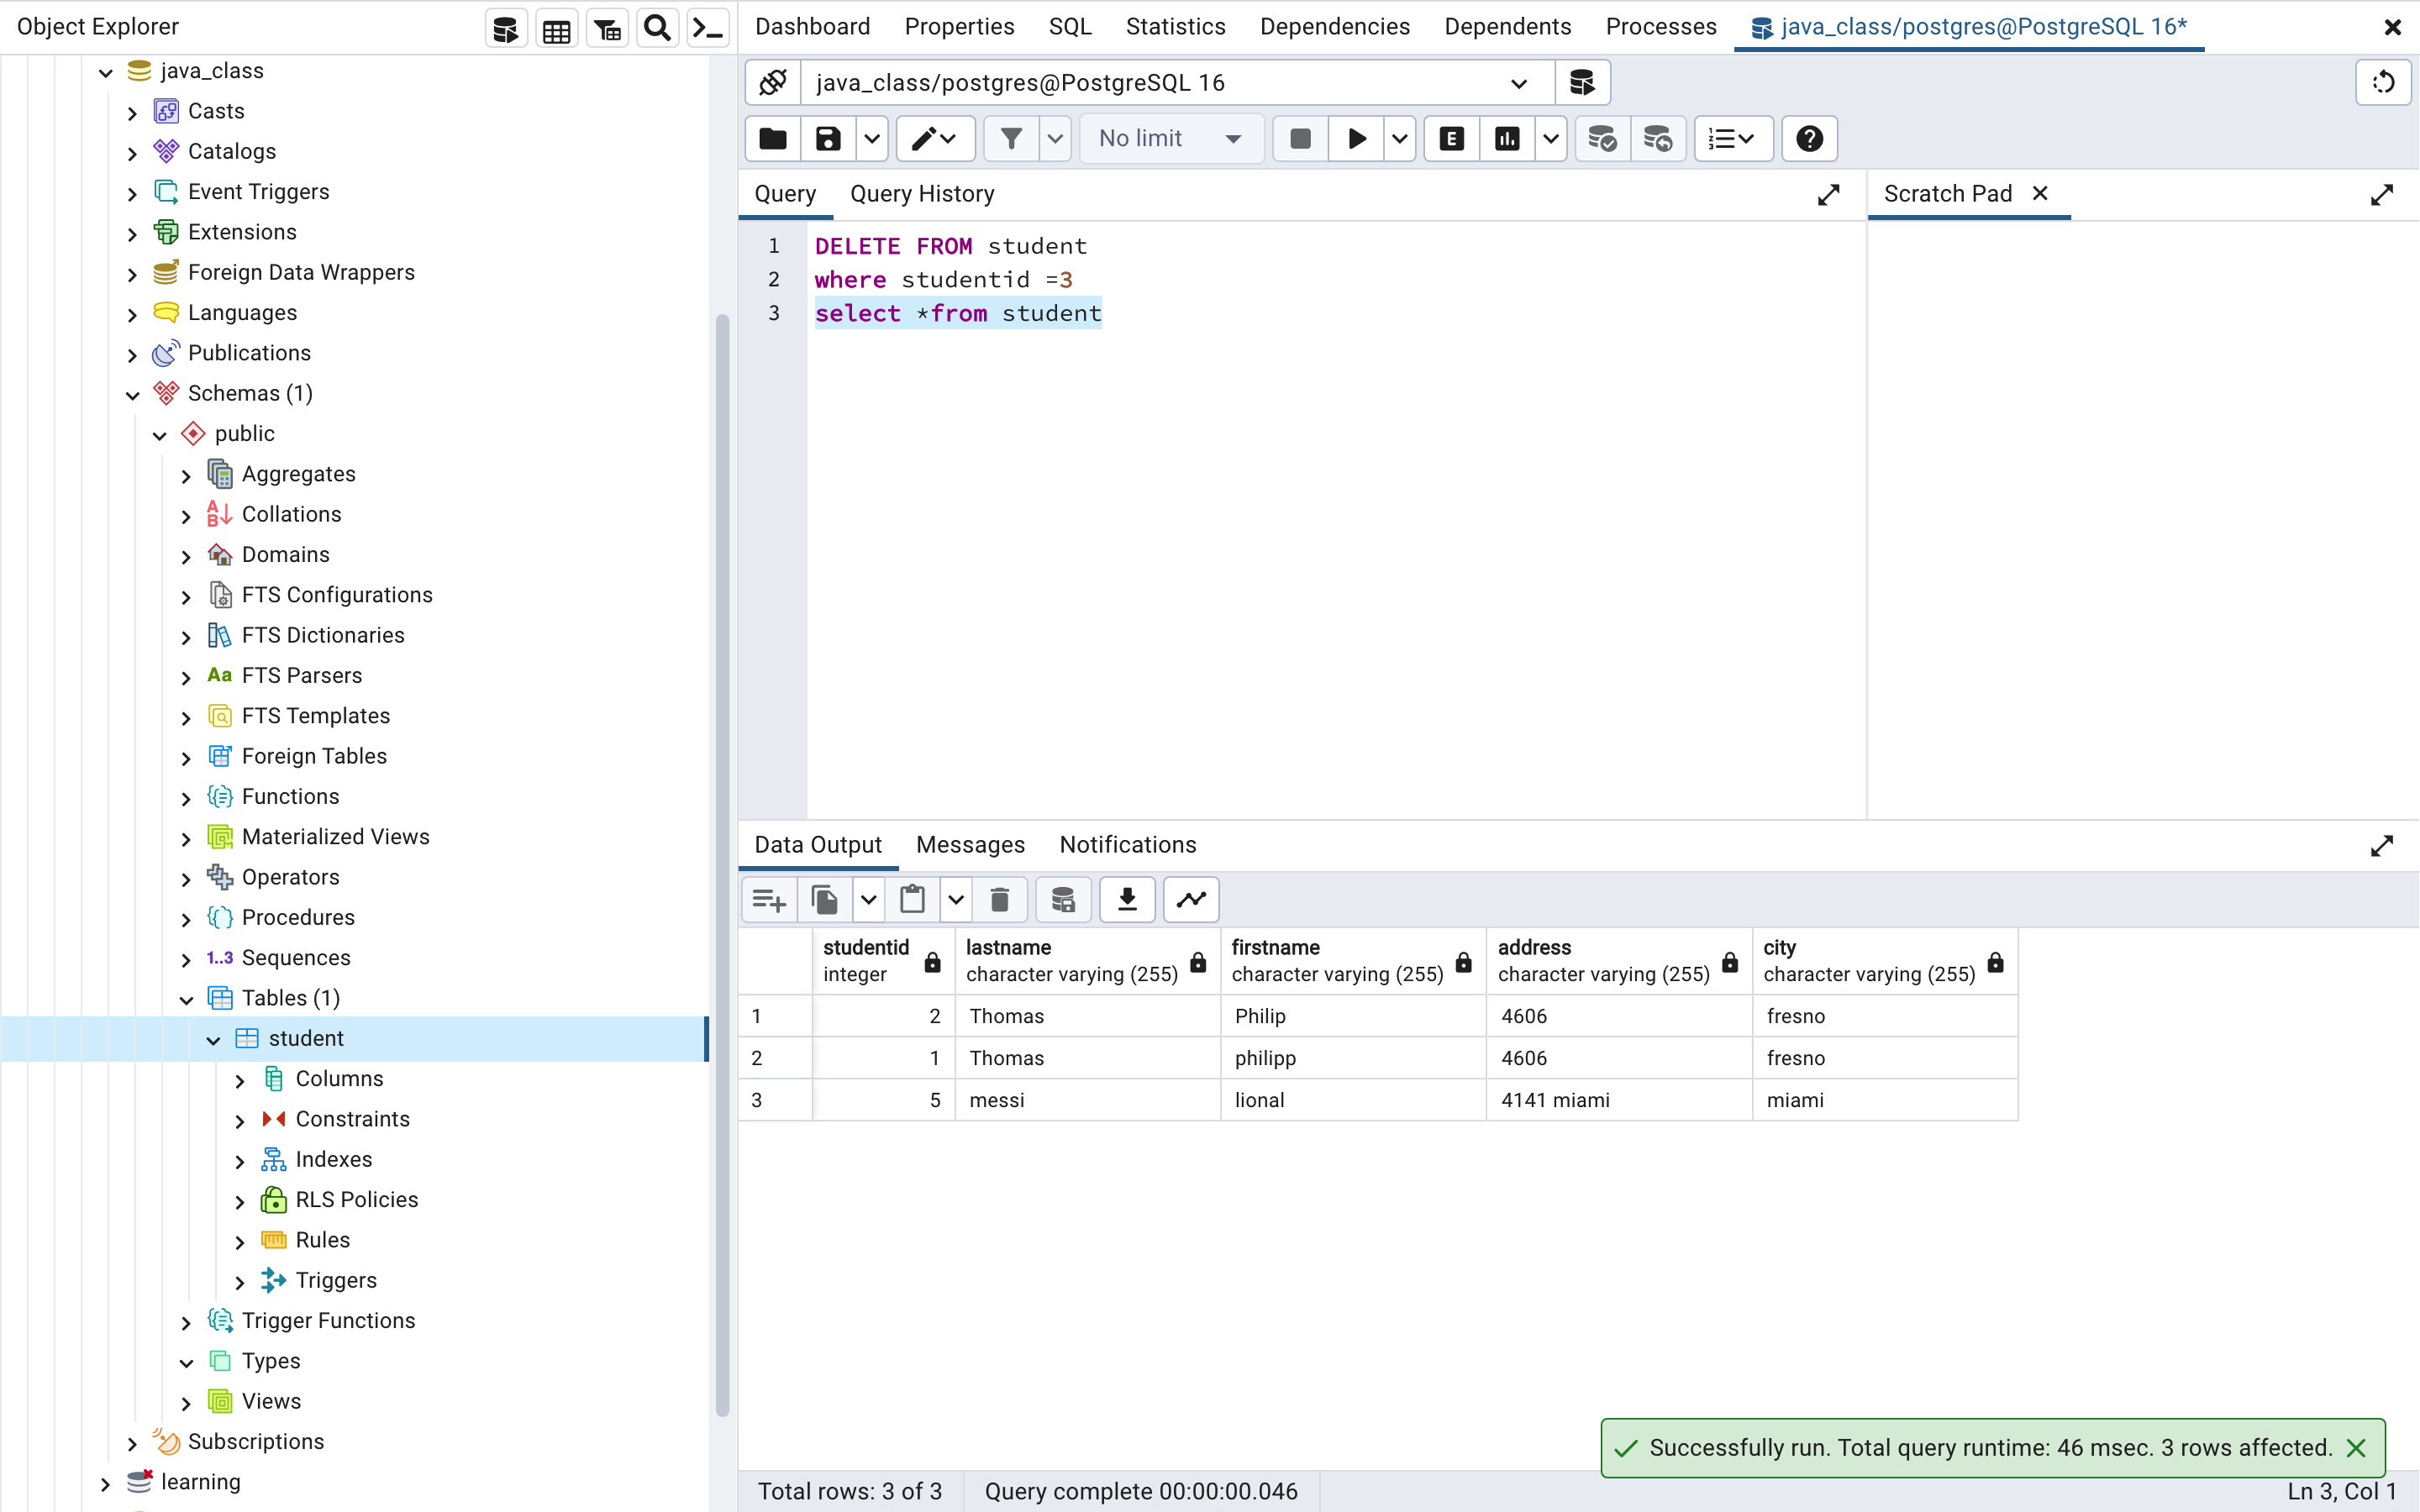 Object Explorer
java_class
Casts
Catalogs
Event Triggers
Extensions
Foreign Data Wrappers
Languages
Publications
Schemas (1)
public
Aggregates
Collations
Domains
FTS Configurations
FTS Dictionaries
Aa FTS Parsers
FTS Templates
Foreign Tables
Functions
Materialized Views
Operators
Procedures
1..3 Sequences
Tables (1)
student
Columns
Constraints
Indexes
RLS Policies
Rules
Triggers
Trigger Functions
Types
Views
Subscriptions
learning
Dashboard Properties SQL Statistics Dependencies Dependents Processes java_class/postgres@PostgreSQL 16*
java_class/postgres@PostgreSQL 16
No limit E
Query Query History
Scratch Pad
1 DELETE FROM student
2 where studentid =3
3 select *from student
Data Output Messages Notifications
studentid lastname firstname address city
integer character varying (255) character varying (255) character varying (255) character varying (255)
1 2 Thomas Philip 4606 fresno
2 1 Thomas philipp 4606 fresno
3 5 messi lional 4141 miami miami
Successfully run. Total query runtime: 46 msec. 3 rows affected.
Total rows: 3 of 3 Query complete 00:00:00.046 Ln 3, Col 1